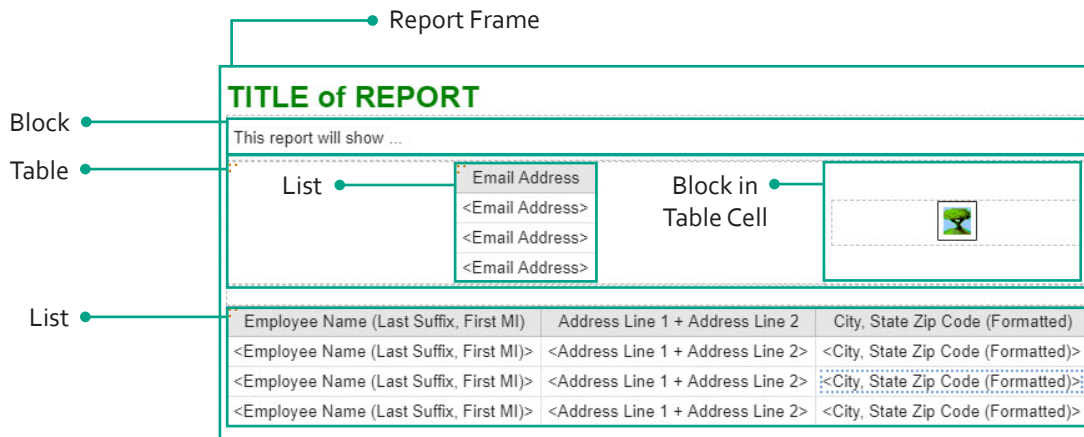 Report Frame
TITLE of REPORT
Block
This report will show ...
Table
List
Email Address
<Email Address>
<Email Address>
<Email Address>
Block in
Table Cell
List
Employee Name (Last Suffix, First MI) Address Line 1 + Address Line 2 City, State Zip Code (Formatted)
<Employee Name (Last Suffix, First MI)> <Address Line 1 + Address Line 2> <City, State Zip Code (Formatted)>
<Employee Name (Last Suffix, First MI)> <Address Line 1 + Address Line 2> <City, State Zip Code (Formatted)>
<Employee Name (Last Suffix, First MI)> <Address Line 1 + Address Line 2> <City, State Zip Code (Formatted)>